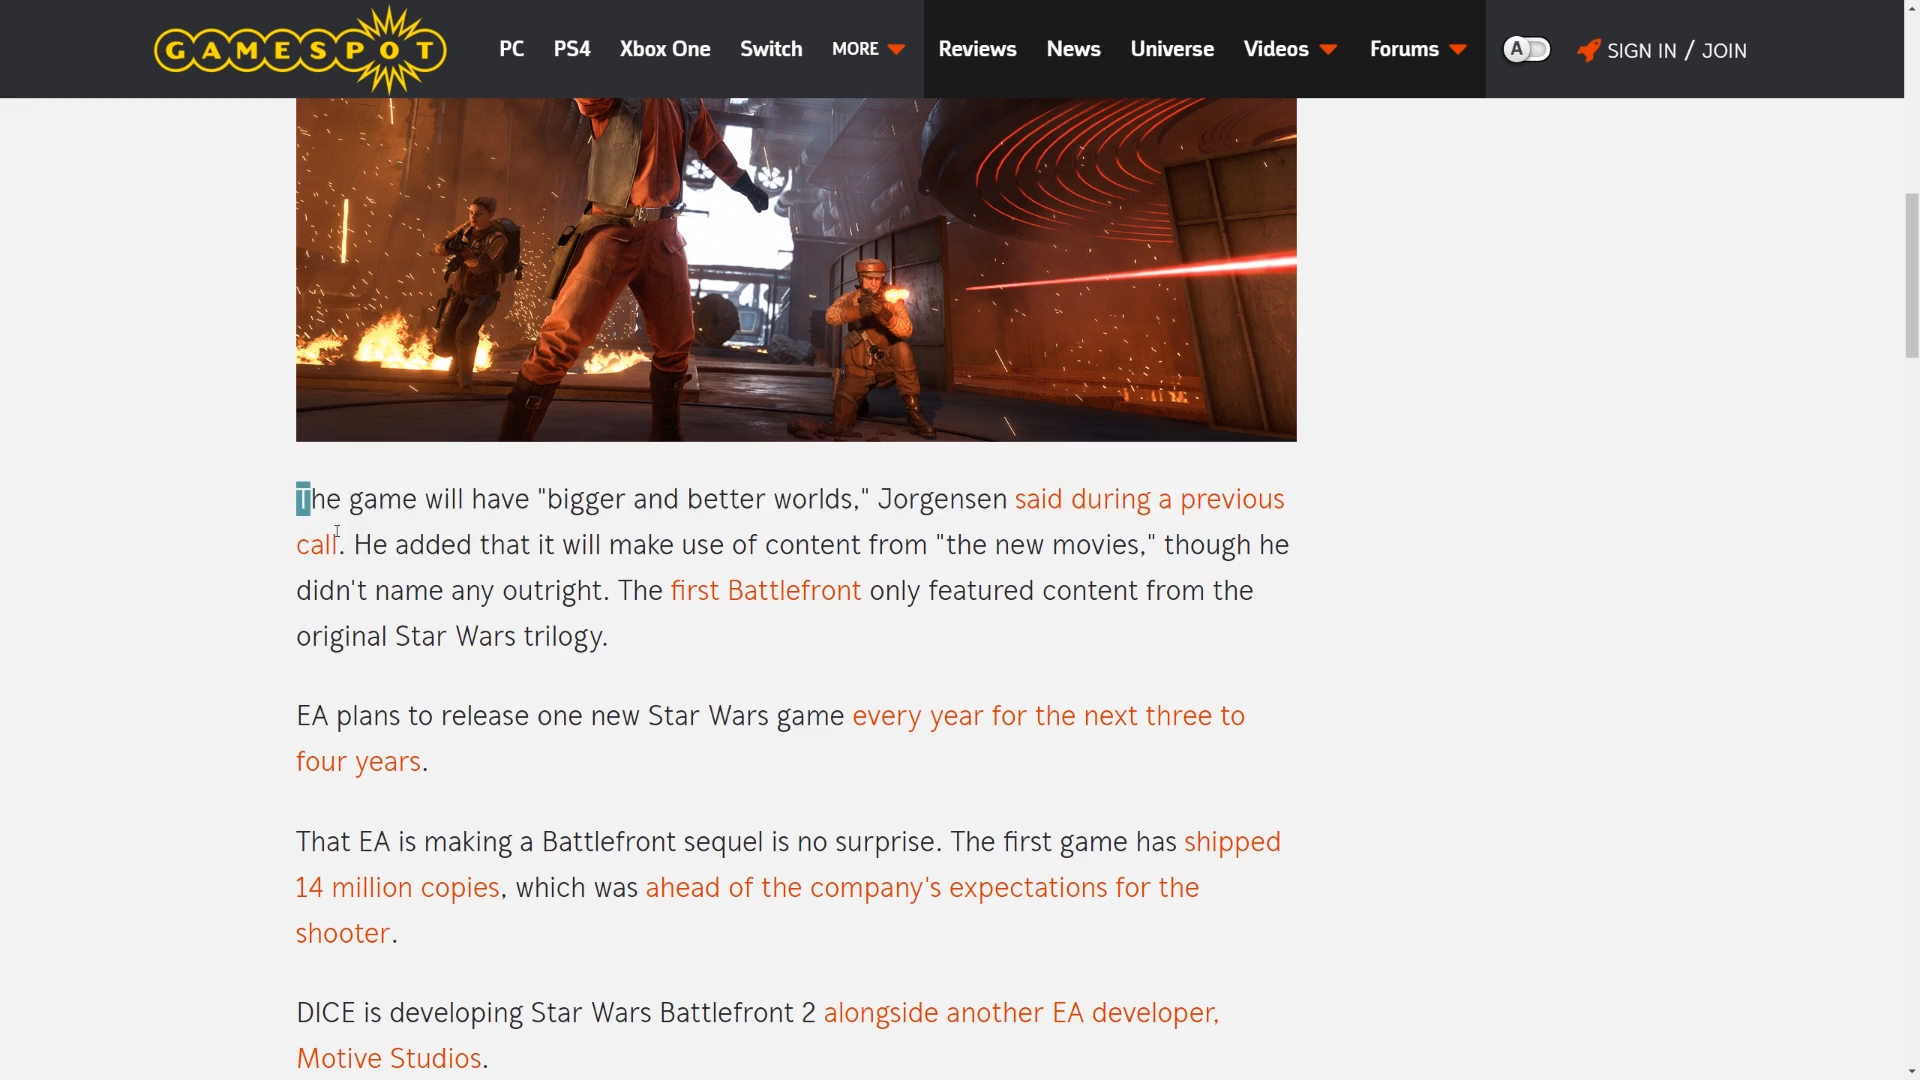 GAMESPOT PC PS4 Xbox One Switch MORE Reviews News Universe Videos Forums A SIGN IN / JOIN
The game will have "bigger and better worlds," Jorgensen said during a previous
call. He added that it will make use of content from "the new movies," though he
didn't name any outright. The first Battlefront only featured content from the
original Star Wars trilogy.
EA plans to release one new Star Wars game every year for the next three to
four years.
That EA is making a Battlefront sequel is no surprise. The first game has shipped
14 million copies, which was ahead of the company's expectations for the
shooter.
DICE is developing Star Wars Battlefront 2 alongside another EA developer,
Motive Studios.